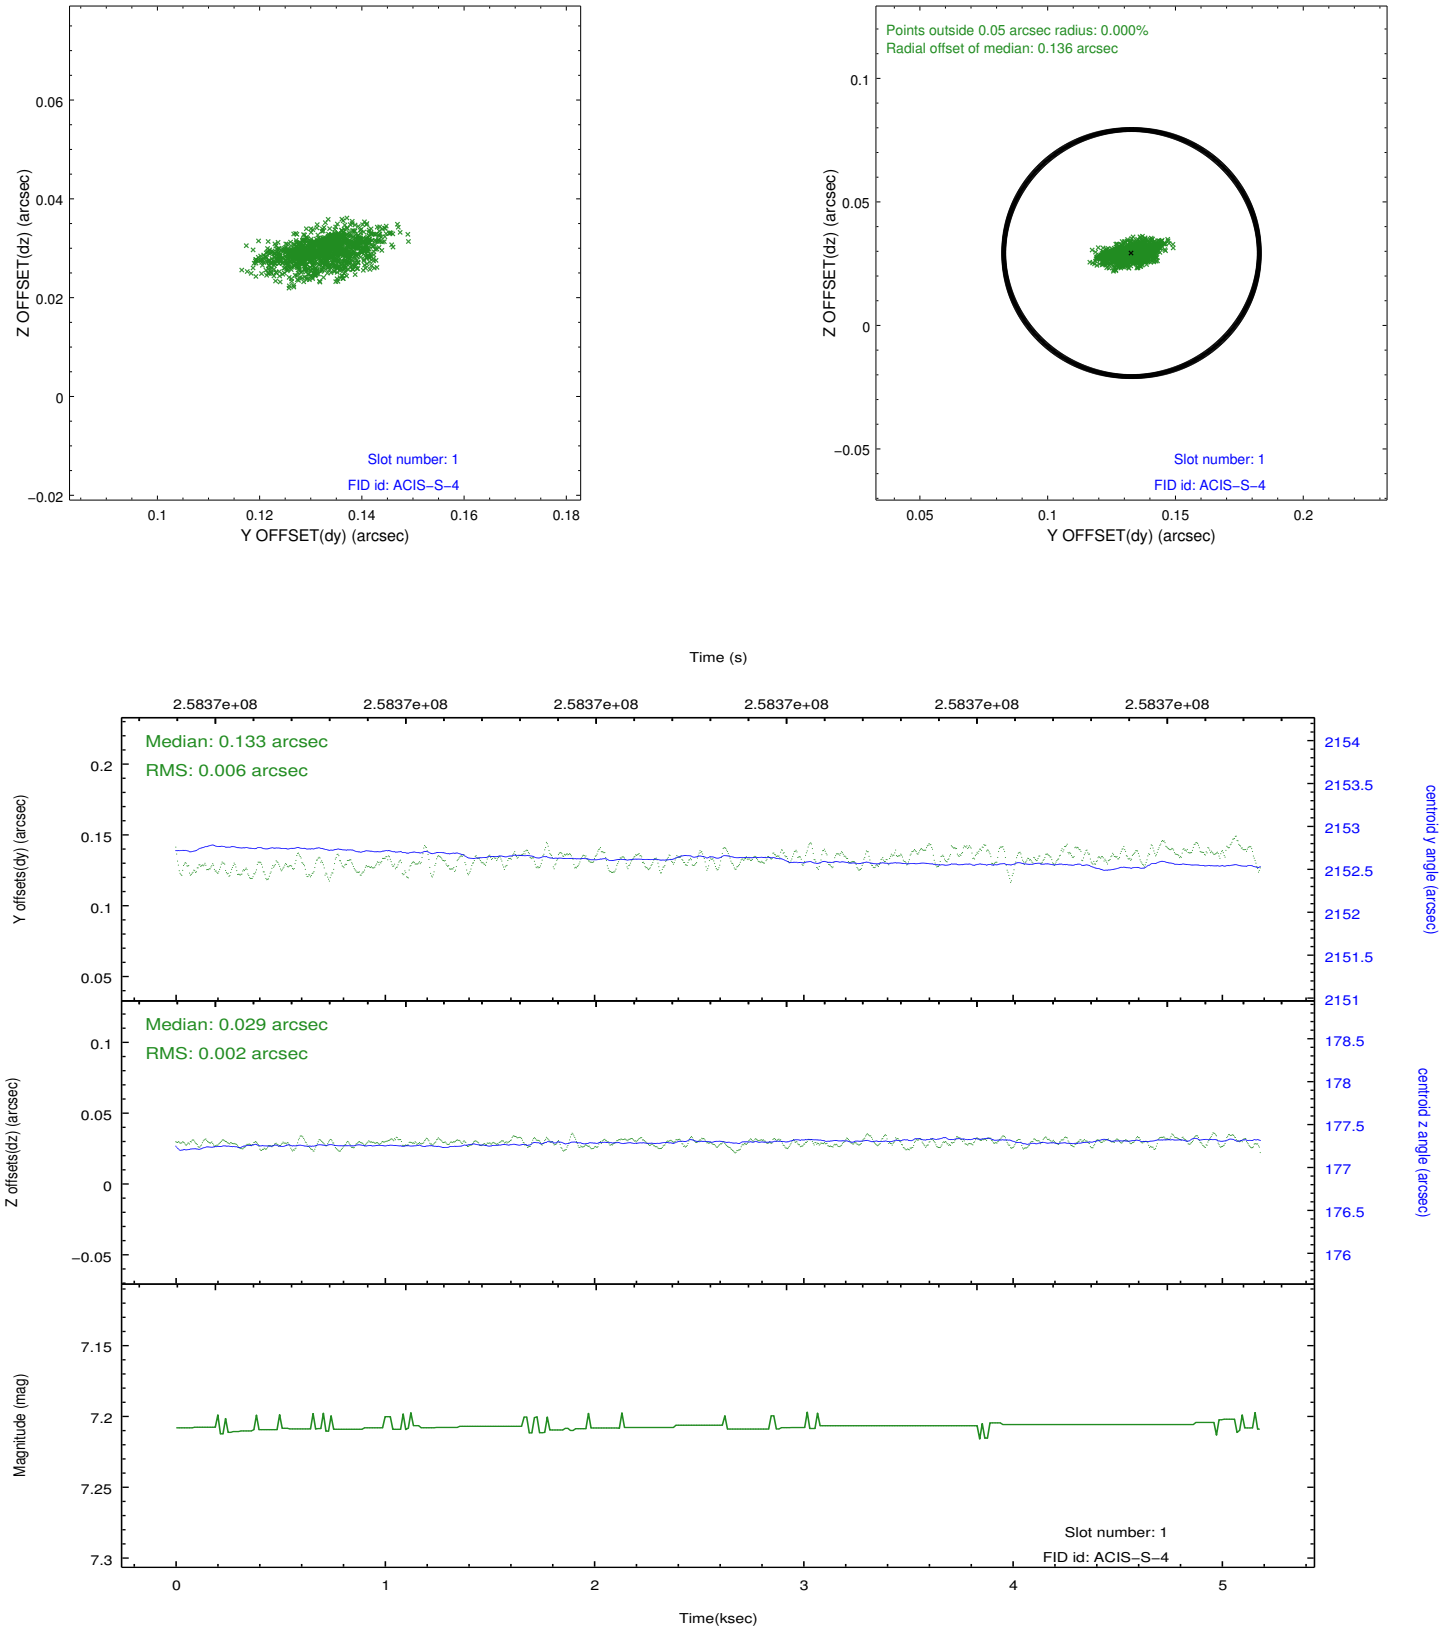 0.06
0.04
0.02
0
−0.02
Z OFFSET(dz) (arcsec)
Slot number: 1
FID id: ACIS−S−4
0.1 0.12 0.14 0.16 0.18
Y OFFSET(dy) (arcsec)
Points outside 0.05 arcsec radius: 0.000%
Radial offset of median: 0.136 arcsec
0.1
0.05
0
−0.05
Z OFFSET(dz) (arcsec)
Slot number: 1
FID id: ACIS−S−4
0.05 0.1 0.15 0.2
Y OFFSET(dy) (arcsec)
Time (s)
2.5837e+08 2.5837e+08 2.5837e+08 2.5837e+08 2.5837e+08 2.5837e+08
Median: 0.133 arcsec
RMS: 0.006 arcsec
0.2
0.15
0.1
0.05
Y offsets(dy) (arcsec)
2154
2153.5
2153
2152.5
2152
2151.5
2151
centroid y angle (arcsec)
Median: 0.029 arcsec
RMS: 0.002 arcsec
0.1
0.05
0
−0.05
Z offsets(dz) (arcsec)
178.5
178
177.5
177
176.5
176
centroid z angle (arcsec)
7.15
7.2
7.25
7.3
Magnitude (mag)
Slot number: 1
FID id: ACIS−S−4
0 1 2 3 4 5
Time(ksec)